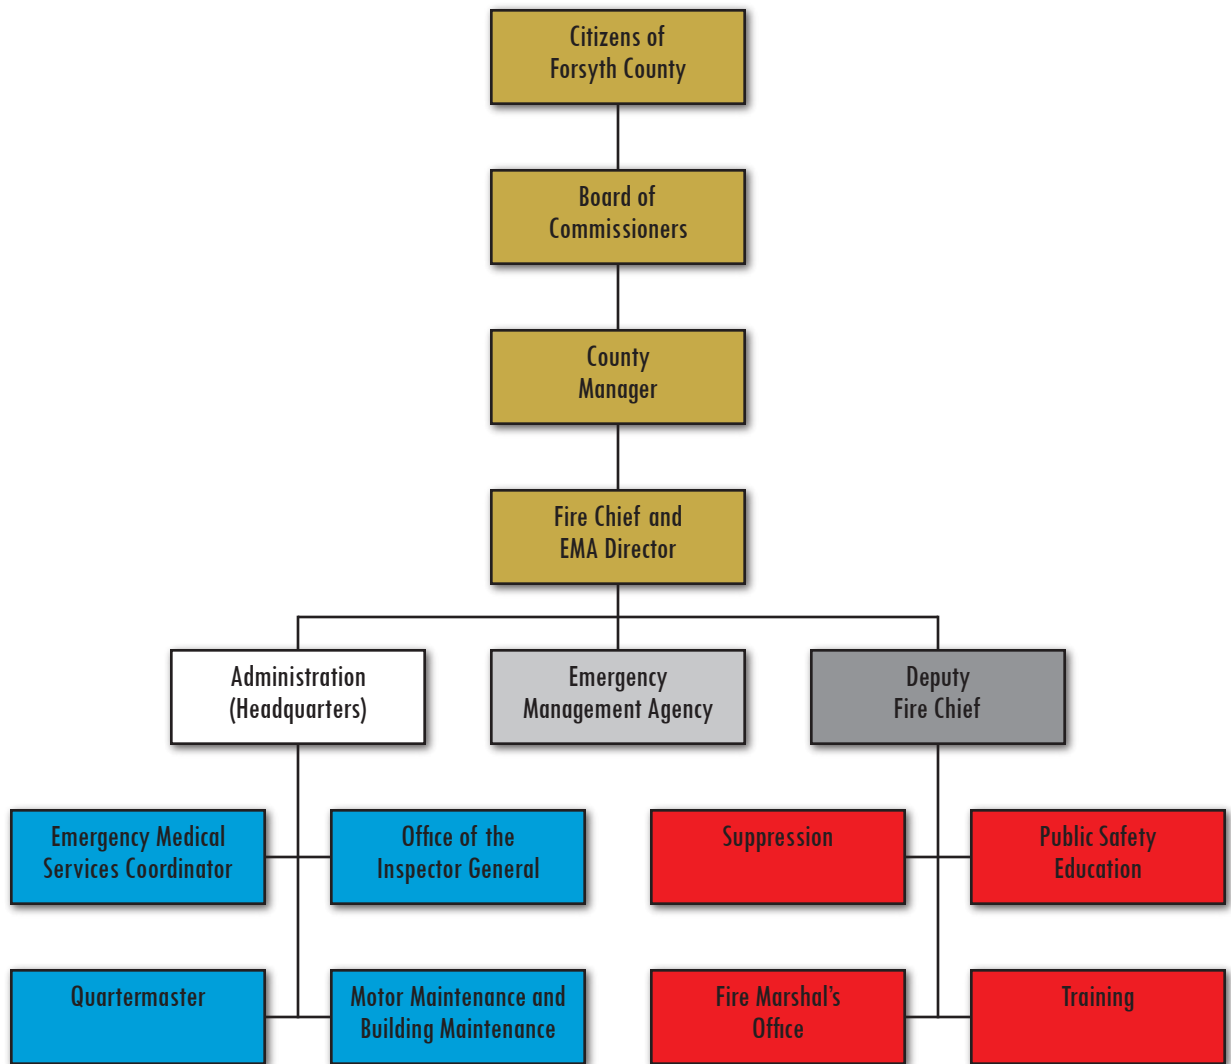 Citizens of
Forsyth County
Board of
Commissioners
County
Manager
Fire Chief and
EMA Director
Administration
(Headquarters)
Emergency
Management Agency
Deputy
Fire Chief
Emergency Medical
Services Coordinator
Office of the
Inspector General
Suppression
Public Safety
Education
Quartermaster
Motor Maintenance and
Building Maintenance
Fire Marshal's
Office
Training